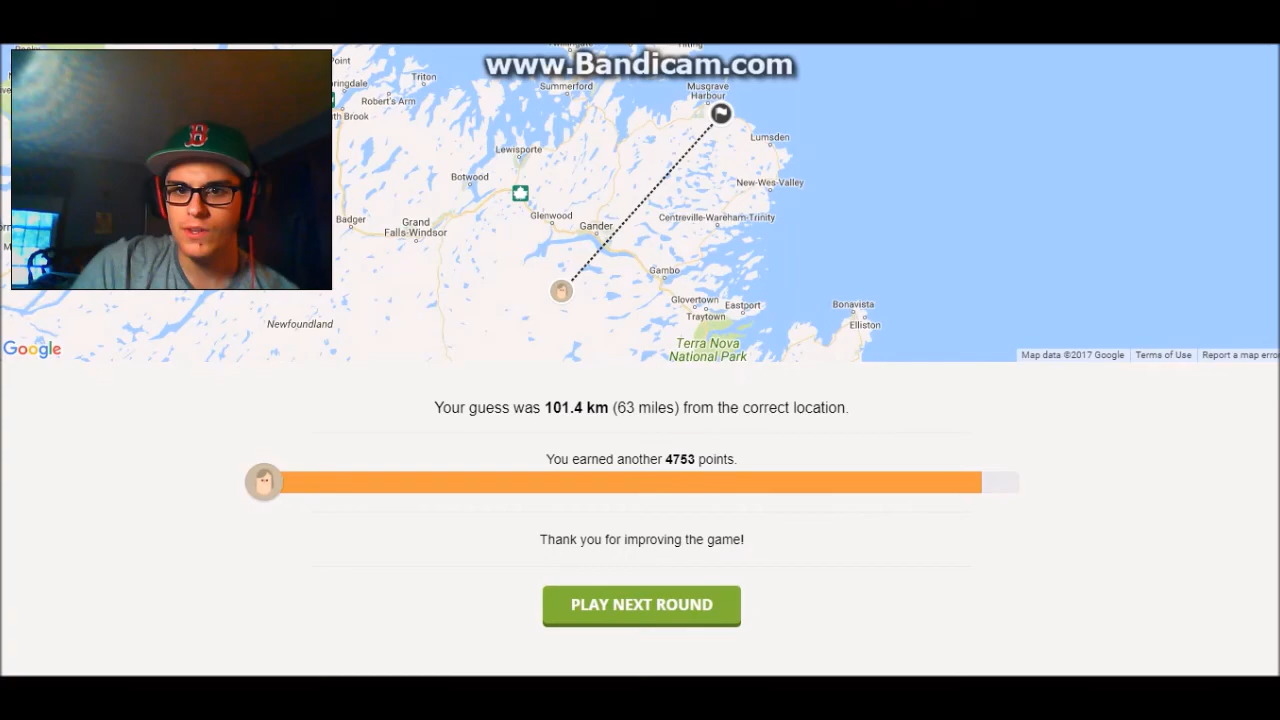 www.Bandicam.com
Point
Triton
Summerford
Musgrave
Harbour
Robert's Arm
Lumsden
Lewisporte
Botwood
New-Wes-Valley
Badger
Grand
Falls-Windsor
Glenwood
Gander
Centreville-Wareham-Trinity
Gambo
Glovertown
Eastport
Traytown
Bonavista
Elliston
Newfoundland
Terra Nova
National Park
Google
Map data ©2017 Google
Terms of Use
Report a map erro
Your guess was 101.4 km (63 miles) from the correct location.
You earned another 4753 points.
Thank you for improving the game!
PLAY NEXT ROUND
B